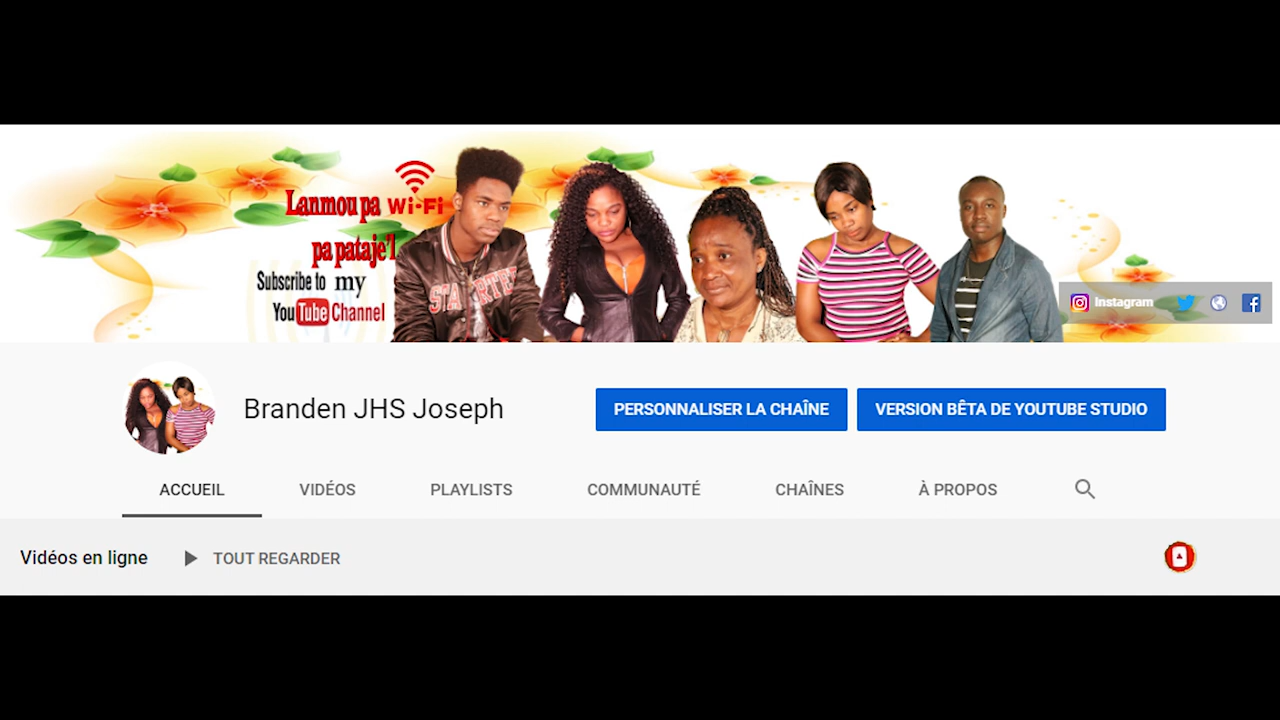 Lanmou pa Wi-Fi
pa pataje'l
Subscribe to my
YouTube Channel
STARTER
Instagram
Branden JHS Joseph
PERSONNALISER LA CHAÎNE
VERSION BÊTA DE YOUTUBE STUDIO
ACCUEIL
VIDÉOS
PLAYLISTS
COMMUNAUTÉ
CHAÎNES
À PROPOS
Vidéos en ligne
TOUT REGARDER